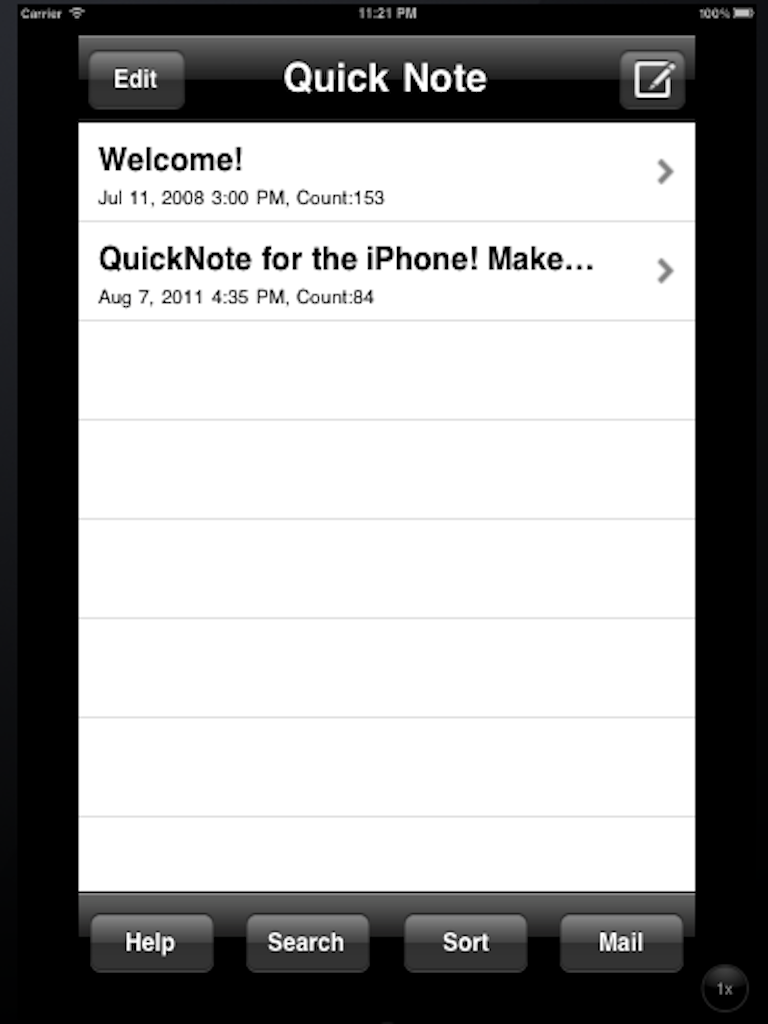 Carrier 11:21 PM 100%
Edit Quick Note
Welcome!
Jul 11, 2008 3:00 PM, Count:153
QuickNote for the iPhone! Make...
Aug 7, 2011 4:35 PM, Count:84
Help Search Sort Mail
1x